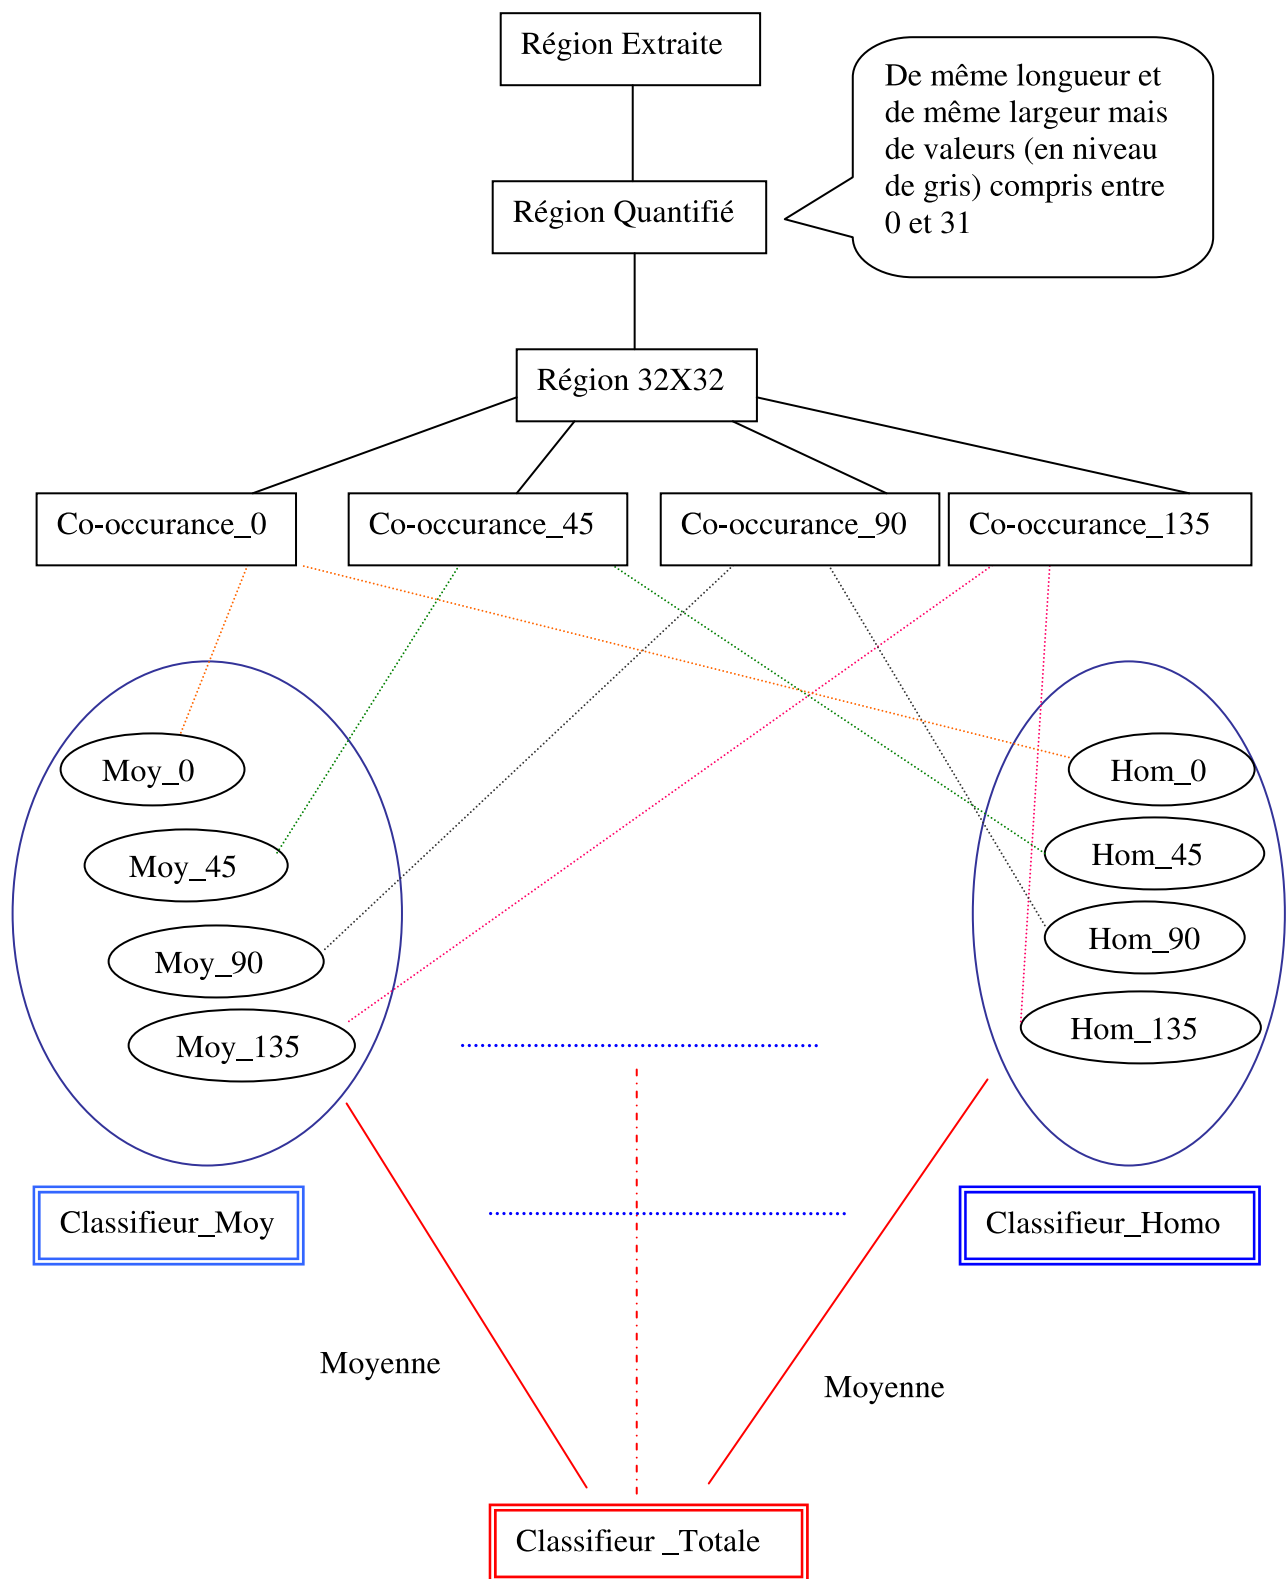 Région Extraite
De même longueur et
de même largeur mais
de valeurs (en niveau
de gris) compris entre
0 et 31
Région Quantifié
Région 32X32
Co-occurance_0
Co-occurance_45
Co-occurance_90
Co-occurance_135
Moy_0
Moy_45
Moy_90
Moy_135
Hom_0
Hom_45
Hom_90
Hom_135
Classifieur_Moy
Classifieur_Homo
Moyenne
Moyenne
Classifieur _Totale